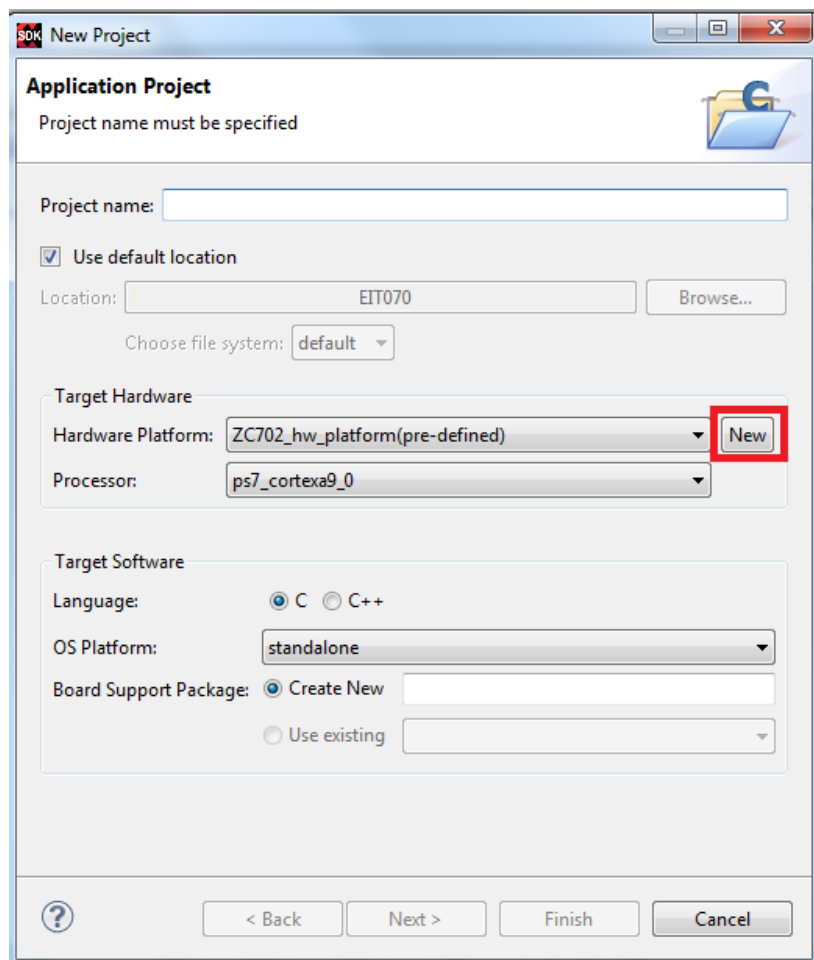 SDK New Project
Application Project
Project name must be specified
Project name:
Use default location
Location: EIT070 Browse...
Choose file system: default
Target Hardware
Hardware Platform: ZC702_hw_platform(pre-defined) New
Processor: ps7_cortexa9_0
Target Software
Language: C C++
OS Platform: standalone
Board Support Package: Create New
Use existing
? < Back Next > Finish Cancel